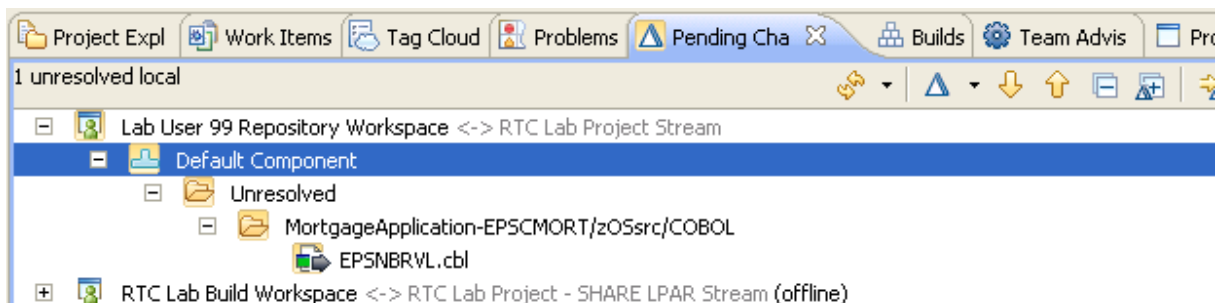 Project Expl Work Items Tag Cloud Problems Pending Cha Builds Team Advis Pro
1 unresolved local
Lab User 99 Repository Workspace <-> RTC Lab Project Stream
Default Component
Unresolved
MortgageApplication-EPSCMORT/zOSsrc/COBOL
EPSNBRVL.cbl
RTC Lab Build Workspace <-> RTC Lab Project - SHARE LPAR Stream (offline)